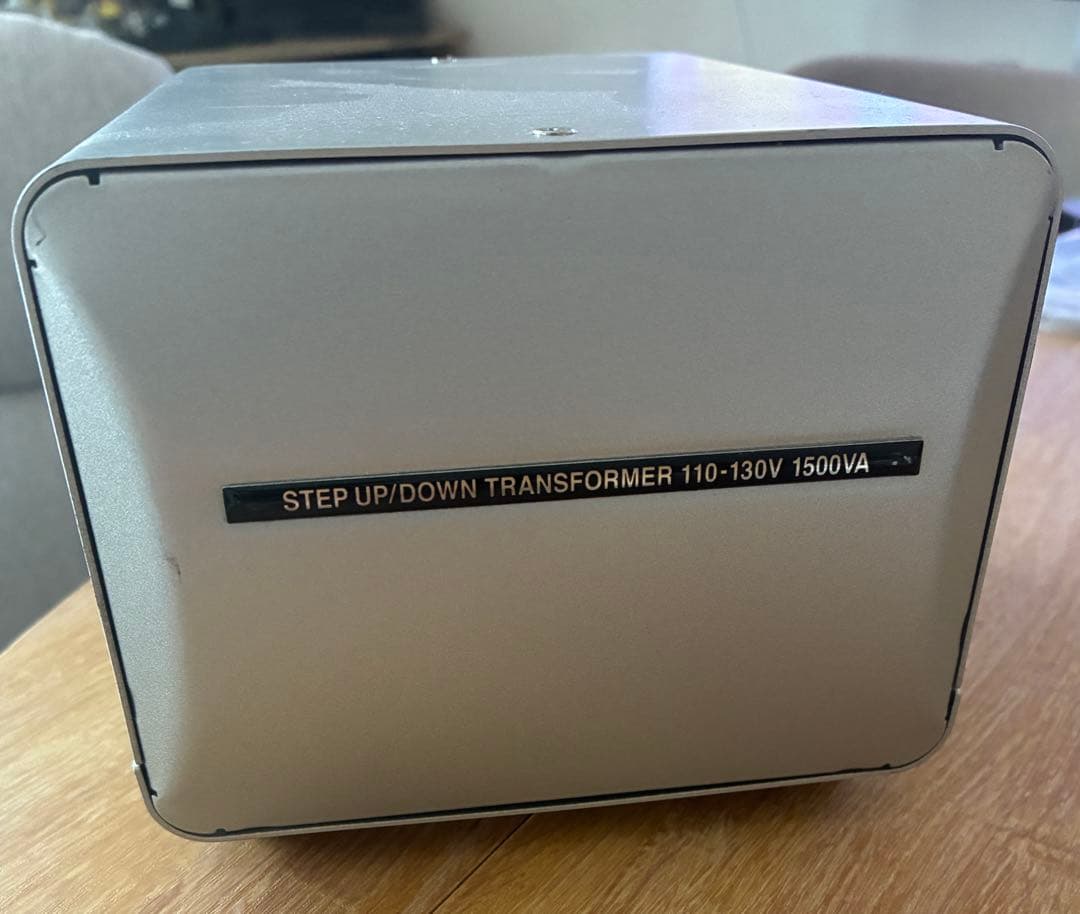 STEP UP/DOWN TRANSFORMER 110-130V 1500VA